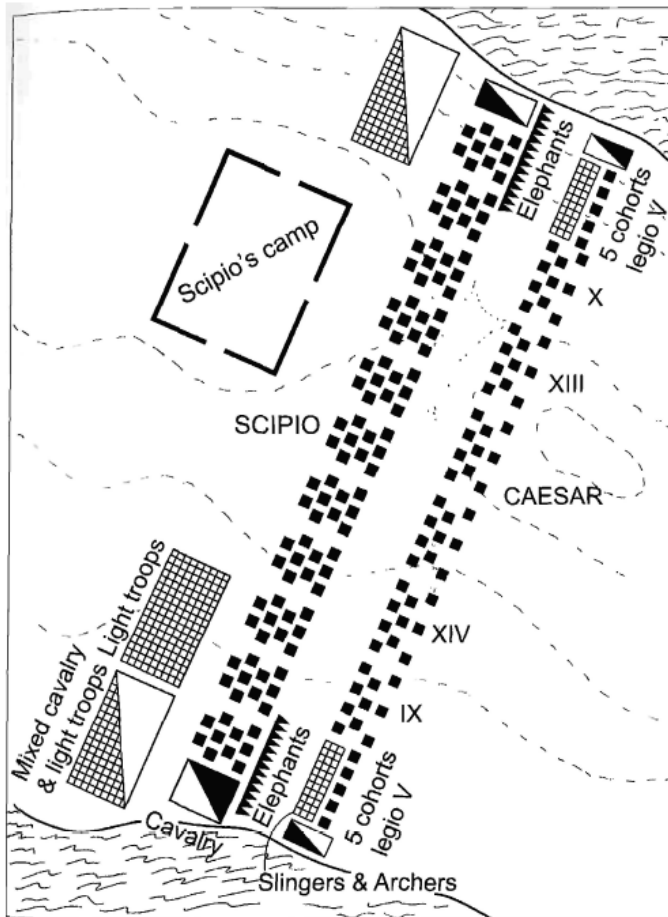 Elephants
5 cohorts
legio V
X
Scipio's camp
XIII
SCIPIO
CAESAR
Light troops
Mixed cavalry
& light troops
XIV
IX
Elephants
5 cohorts
legio V
Cavalry
Slingers & Archers